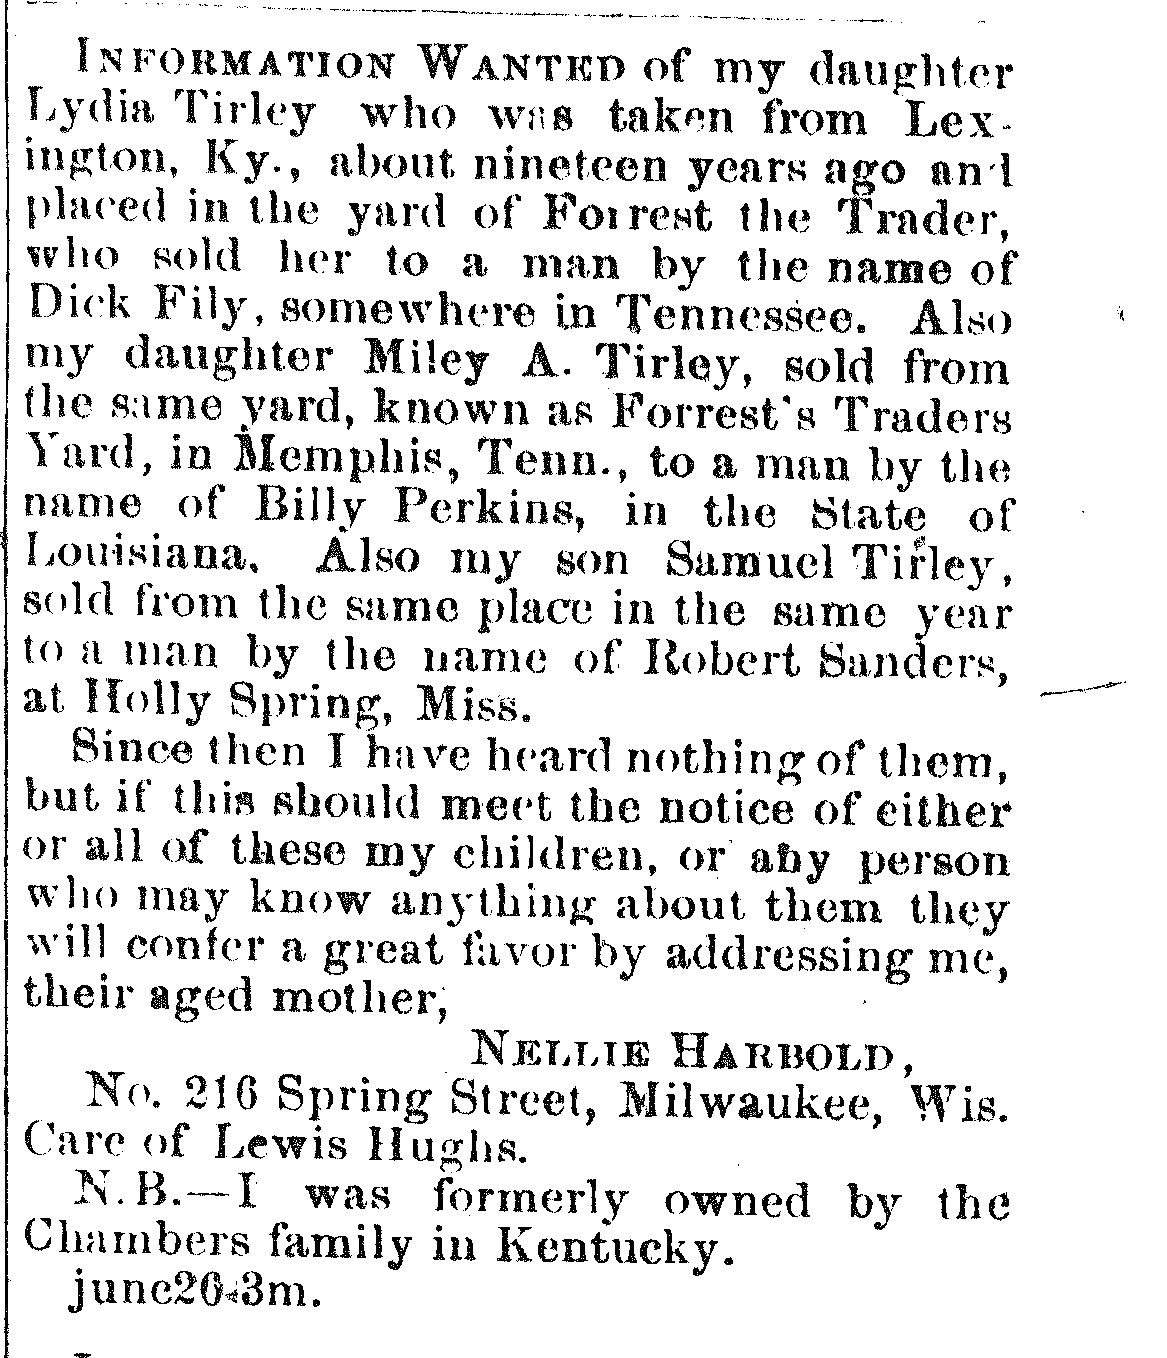 INFORMATION WANTED of my daughter
Lydia Tirley who was taken from Lex-
ington, Ky., about nineteen years ago and
placed in the yard of Forrest the Trader,
who sold her to a man by the name of
Dick Fily, somewhere in Tennessee. Also
my daughter Miley A. Tirley, sold from
the same yard, known as Forrest's Traders
Yard, in Memphis, Tenn., to a man by the
name of Billy Perkins, in the State of
Louisiana. Also my son Samuel Tirley,
sold from the same place in the same year
to a man by the name of Robert Sanders,
at Holly Spring, Miss.
Since then I have heard nothing of them,
but if this should meet the notice of either
or all of these my children, or any person
who may know anything about them they
will confer a great favor by addressing me,
their aged mother,
NELLIE HARBOLD,
No. 216 Spring Street, Milwaukee, Wis.
Care of Lewis Hughs.
N. B.—I was formerly owned by the
Chambers family in Kentucky.
june26-3m.